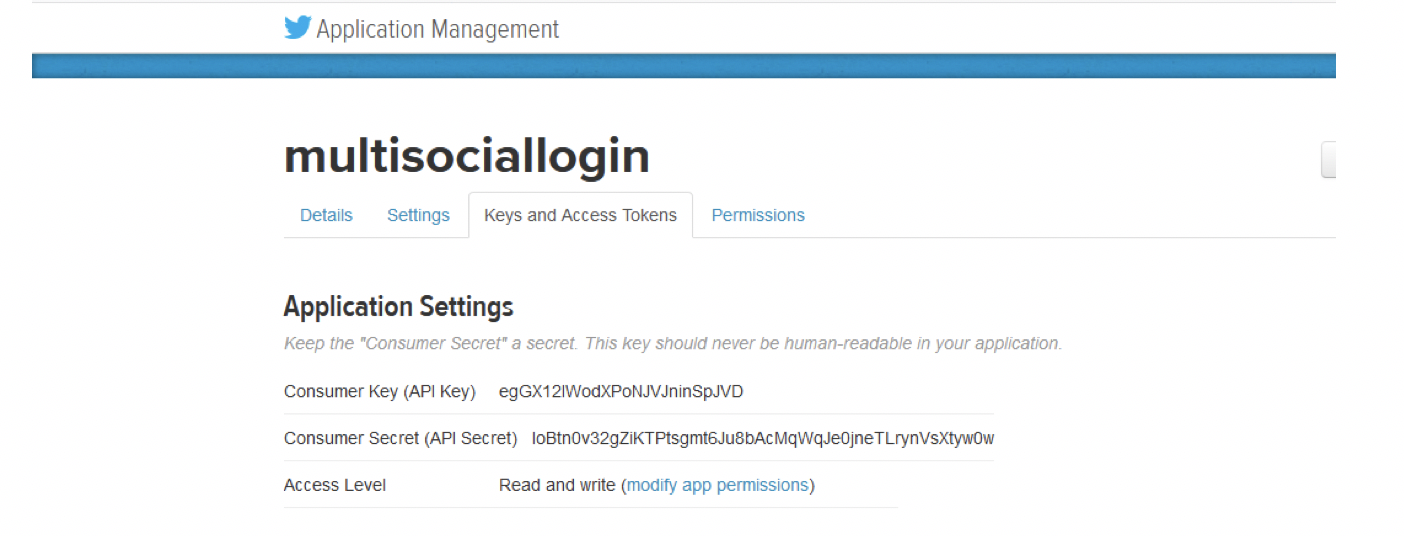 Application Management
multisociallogin
Details Settings Keys and Access Tokens Permissions
Application Settings
Keep the "Consumer Secret" a secret. This key should never be human-readable in your application.
Consumer Key (API Key)
Consumer Secret (API Secret)
Access Level Read and write (modify app permissions)